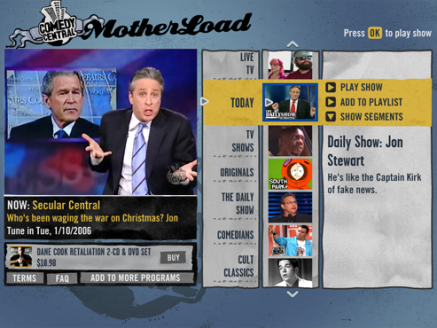 COMEDY
CENTRAL
MotherLoad
Press OK to play show
LIVE
TV
TODAY
TV
SHOWS
ORIGINALS
THE DAILY
SHOW
COMEDIANS
CULT
CLASSICS
PLAY SHOW
ADD TO PLAYLIST
SHOW SEGMENTS
SOUTH PARK
Daily Show: Jon
Stewart
He's like the Captain Kirk
of fake news.
NOW: Secular Central
Who's been waging the war on Christmas? Jon
Tune in Tue, 1/10/2006
DANE COOK RETALIATION 2-CD & DVD SET
$18.98
BUY
TERMS
FAQ
ADD TO MORE PROGRAMS